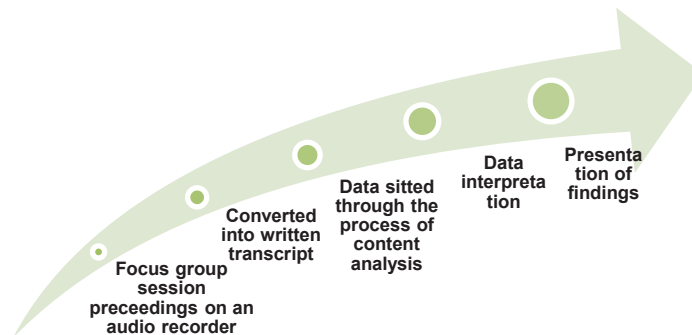 Focus group
session
preceedings on an
audio recorder
Converted
into written
transcript
Data sitted
through the
process of
content
analysis
Data
interpreta
tion
Presenta
tion of
findings